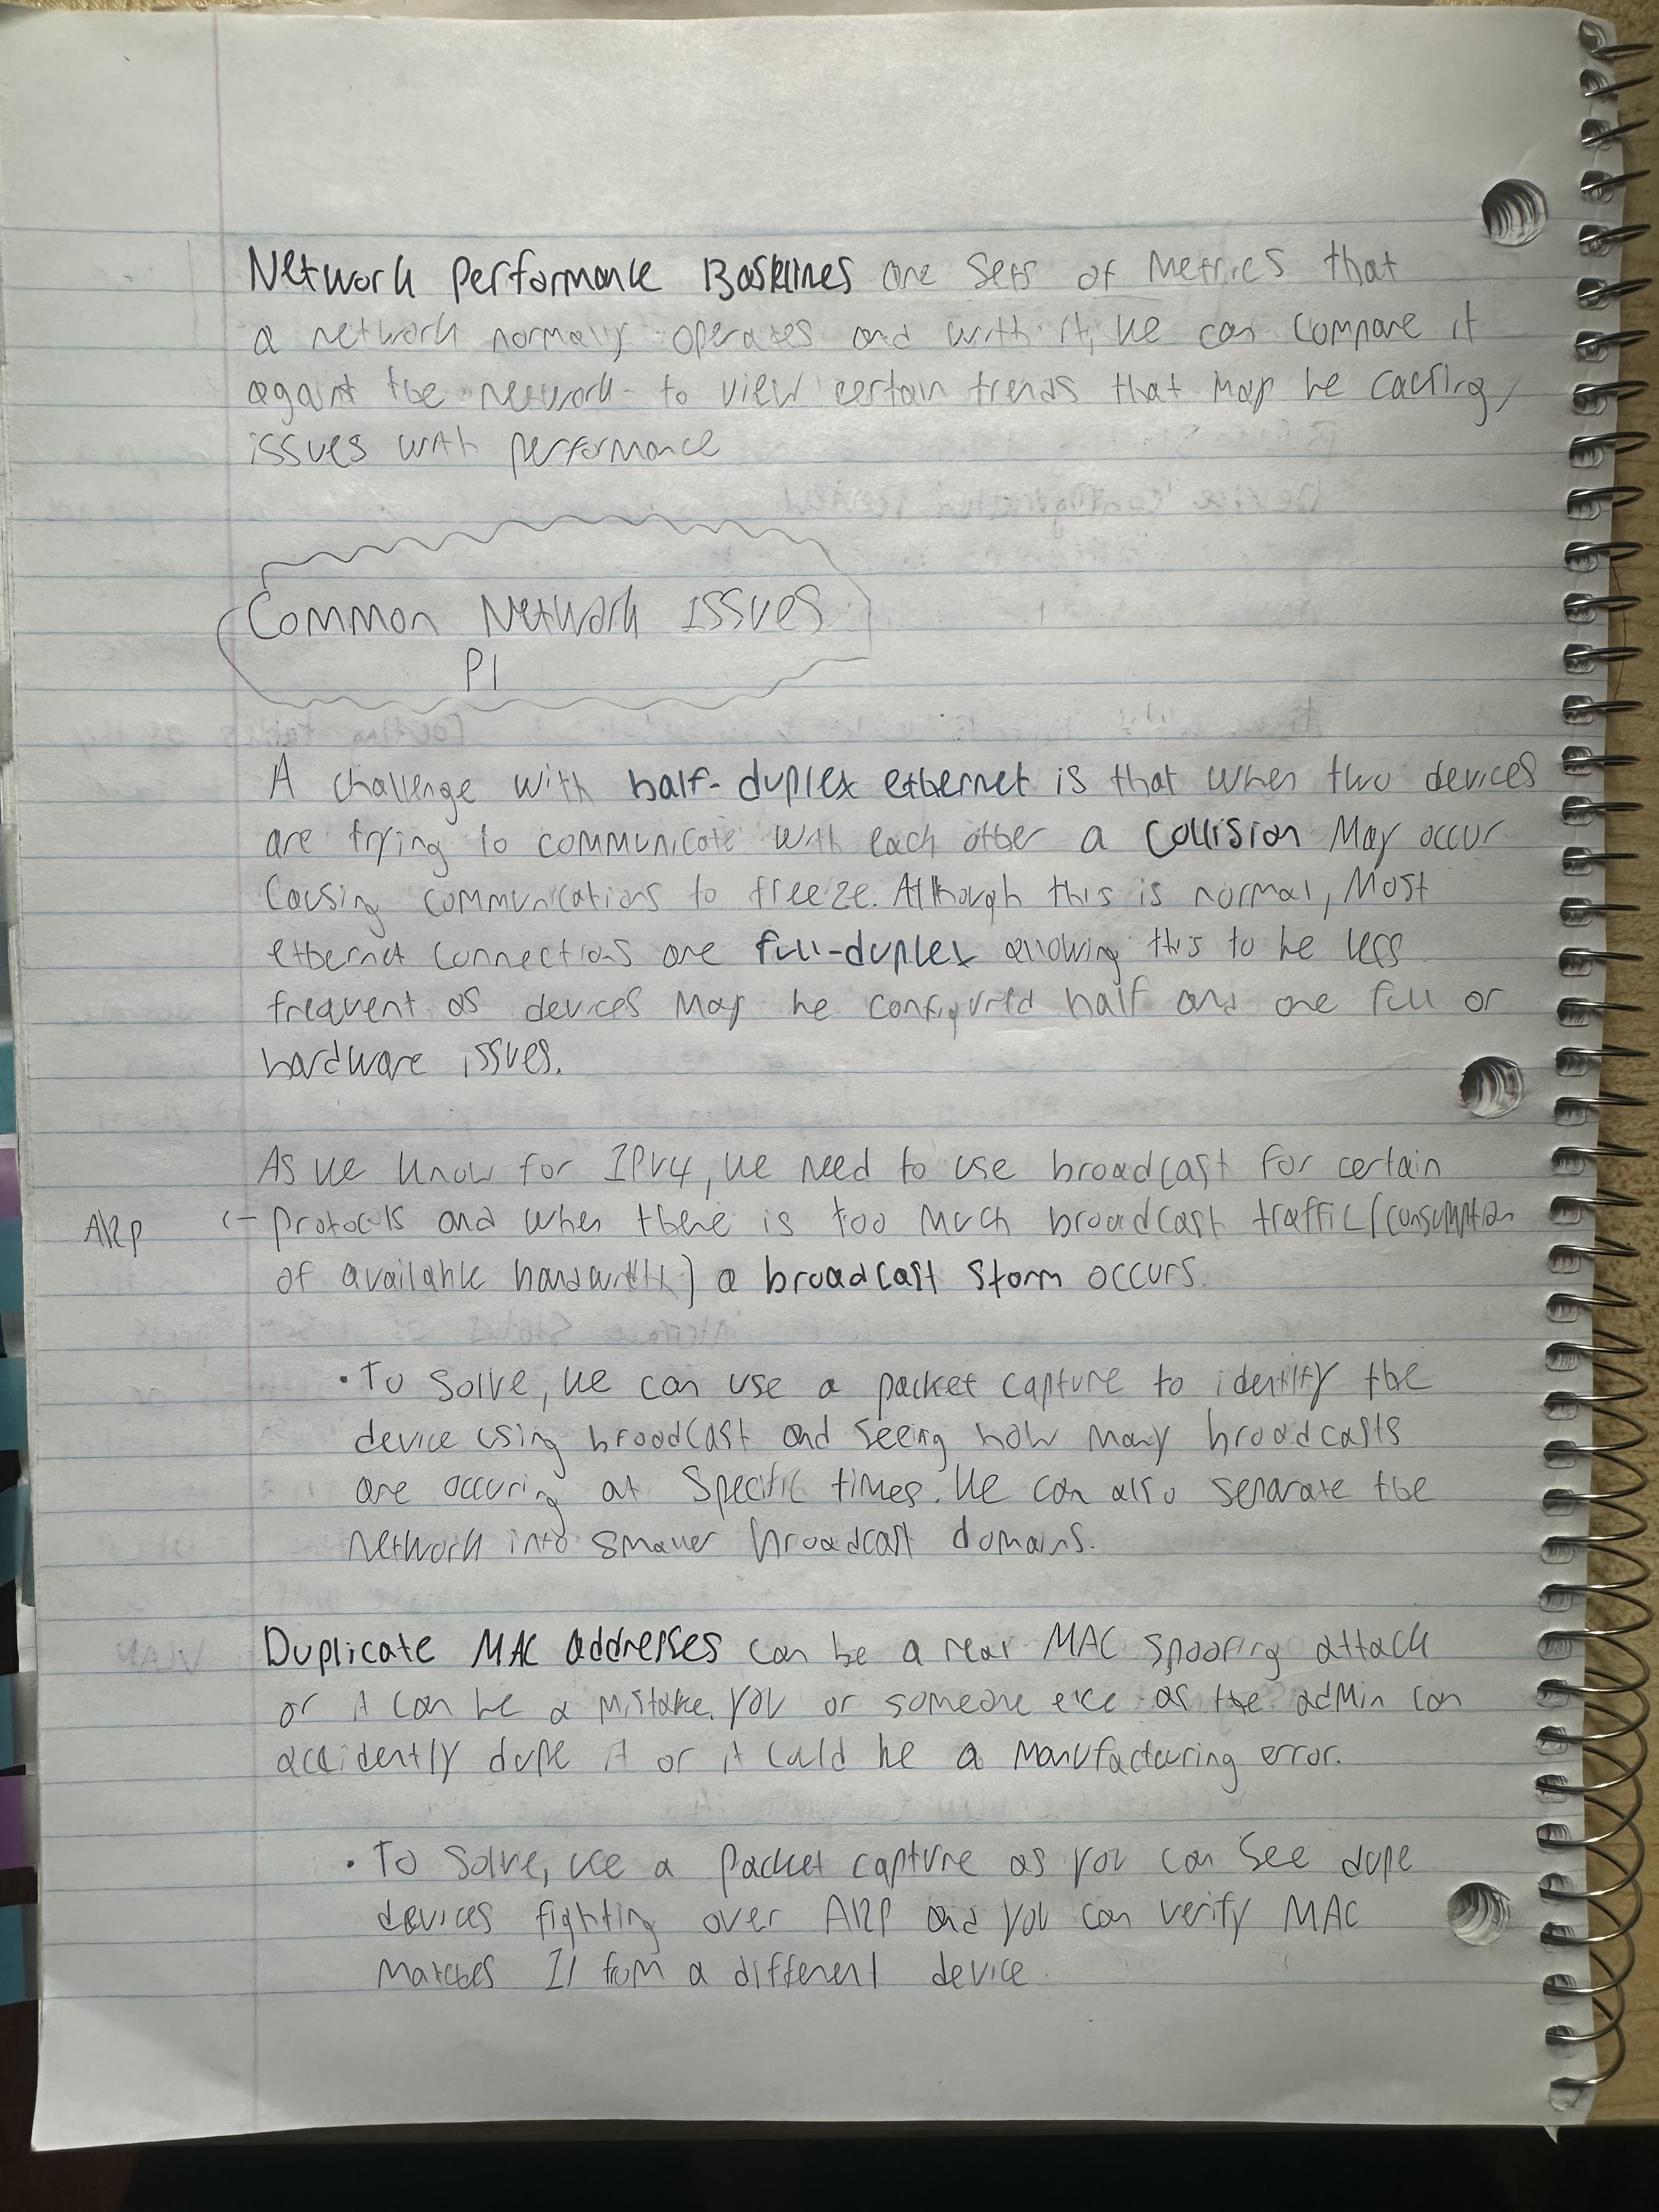 Network Performance Baselines are sets of metrics that
a network normally operates and with it, we can compare it
against the network to view certain trends that may be causing
issues with performance
Common Network Issues
P1
A challenge with half-duplex ethernet is that when two devices
are trying to communicate with each other a collision may occur
causing communications to freeze. Although this is normal, most
ethernet connections are full-duplex allowing this to be less
frequent as devices may be configured half and one full or
hardware issues.
As we know for IPv4, we need to use broadcast for certain
ARP ← protocols and when there is too much broadcast traffic (consumption
of available bandwidth) a broadcast storm occurs.
• To solve, we can use a packet capture to identify the
device using broadcast and seeing how many broadcasts
are occuring at specific times. We can also separate the
network into smaller broadcast domains.
Duplicate MAC addresses can be a MAC spoofing attack
or it can be a mistake. you or someone else as the admin can
accidently dupe it or it could be a manufacturing error.
• To solve, use a packet capture as you can see dupe
devices fighting over ARP and you can verify MAC
matches from a different device